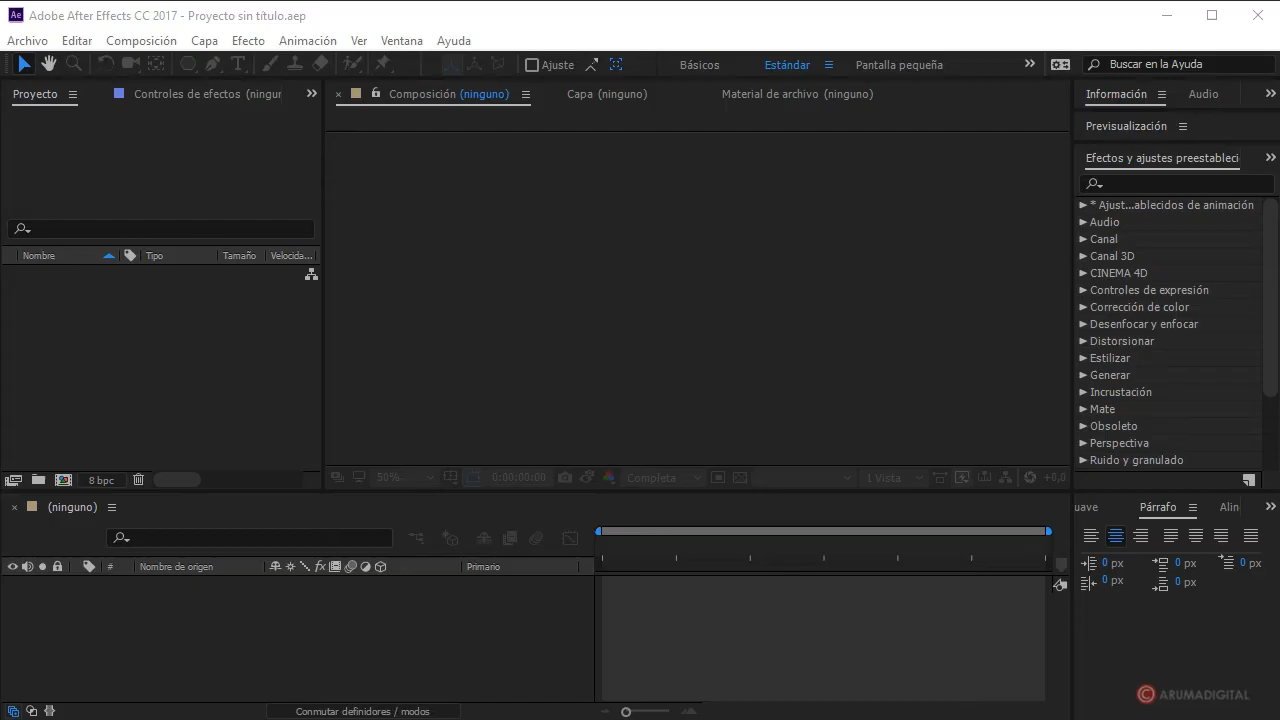 Ae Adobe After Effects CC 2017 - Proyecto sin título.aep
Archivo Editar Composición Capa Efecto Animación Ver Ventana Ayuda
Ajuste Básicos Estándar Pantalla pequeña Buscar en la Ayuda
Proyecto Controles de efectos (ningur Composición (ninguno) Capa (ninguno) Material de archivo (ninguno) Información Audio
Previsualización
Efectos y ajustes preestableci
* Ajust...ablecidos de animación
Audio
Canal
Canal 3D
CINEMA 4D
Controles de expresión
Corrección de color
Desenfocar y enfocar
Distorsionar
Estilizar
Generar
Incrustación
Mate
Obsoleto
Perspectiva
Ruido y granulado
Nombre Tipo Tamaño Velocida...
8 bpc 50% 0:00:00:00 Completa 1 Vista +0,0
(ninguno) uave Párrafo Alin
# Nombre de origen fx Primario
0 px 0 px 0 px
0 px 0 px
Conmutar definidores / modos
© ARUMADIGITAL